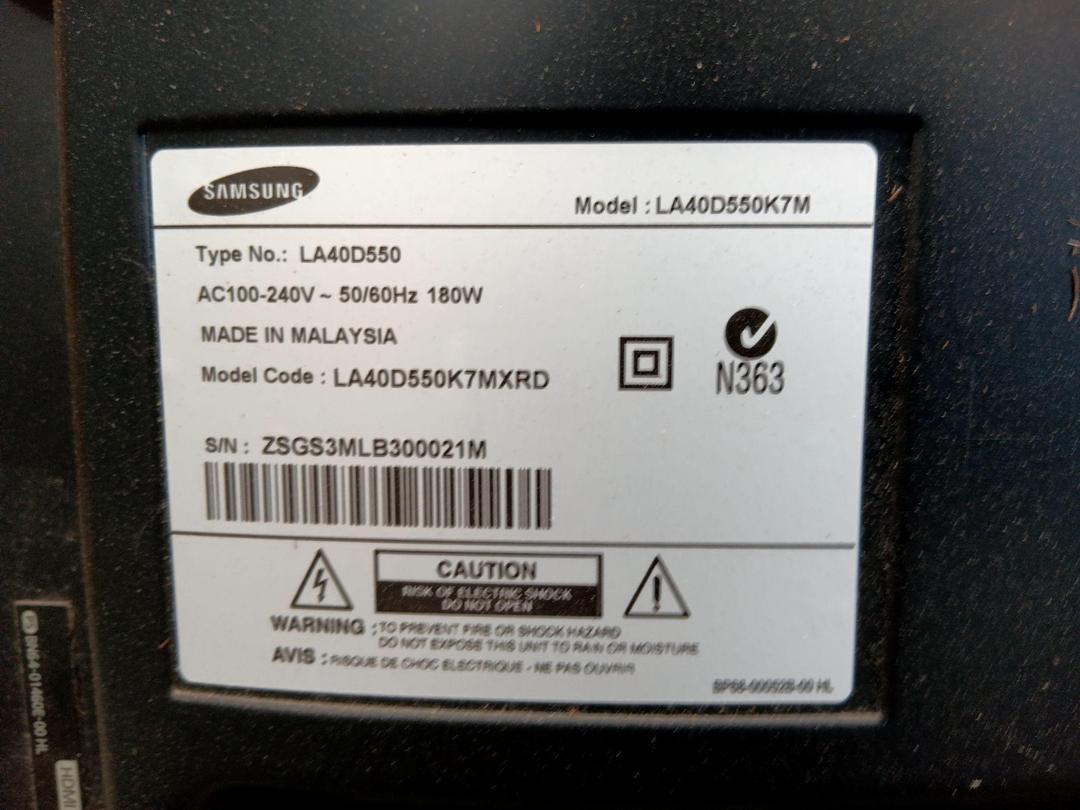 SAMSUNG
Model : LA40D550K7M
Type No.: LA40D550
AC100-240V ~ 50/60Hz 180W
MADE IN MALAYSIA
Model Code : LA40D550K7MXRD
N363
S/N : ZSGS3MLB300021M
CAUTION
RISK OF ELECTRIC SHOCK
DO NOT OPEN
WARNING : TO PREVENT FIRE OR SHOCK HAZARD
DO NOT EXPOSE THIS UNIT TO RAIN OR MOISTURE
AVIS : RISQUE DE CHOC ELECTRIQUE - NE PAS OUVRIR
HL
HDMI